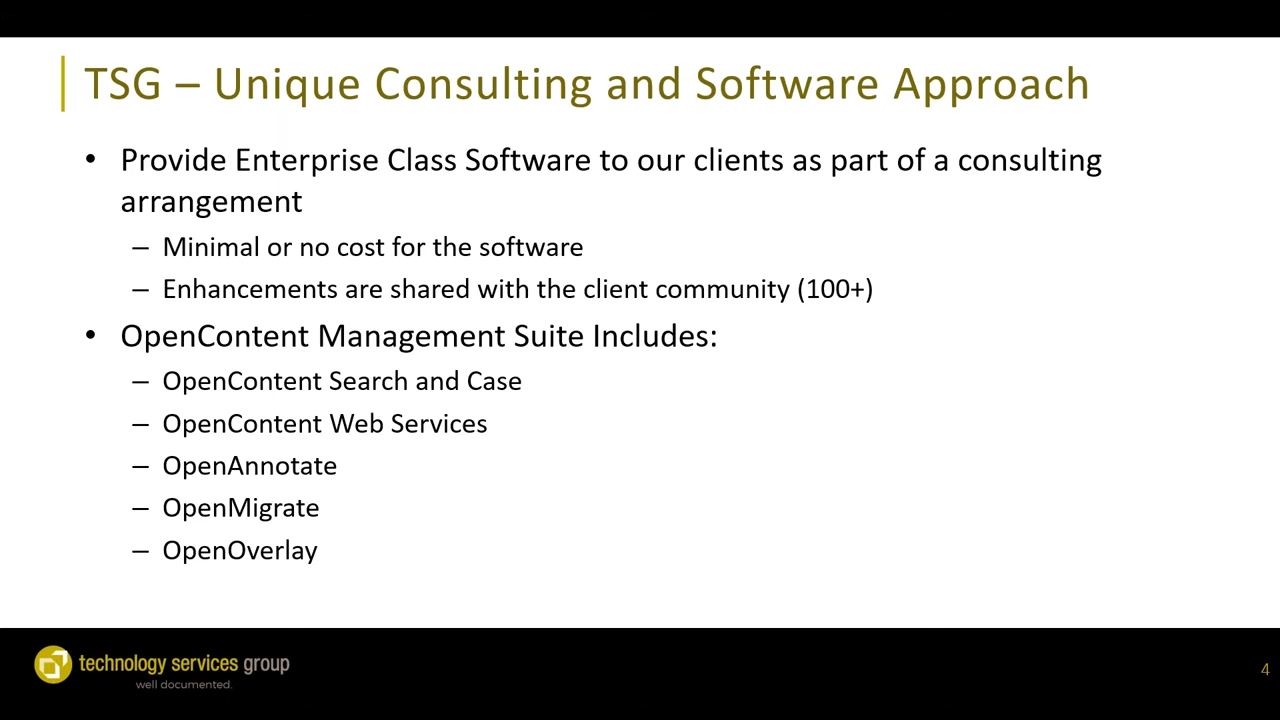 TSG – Unique Consulting and Software Approach
• Provide Enterprise Class Software to our clients as part of a consulting
arrangement
– Minimal or no cost for the software
– Enhancements are shared with the client community (100+)
• OpenContent Management Suite Includes:
– OpenContent Search and Case
– OpenContent Web Services
– OpenAnnotate
– OpenMigrate
– OpenOverlay
technology services group
well documented.
4